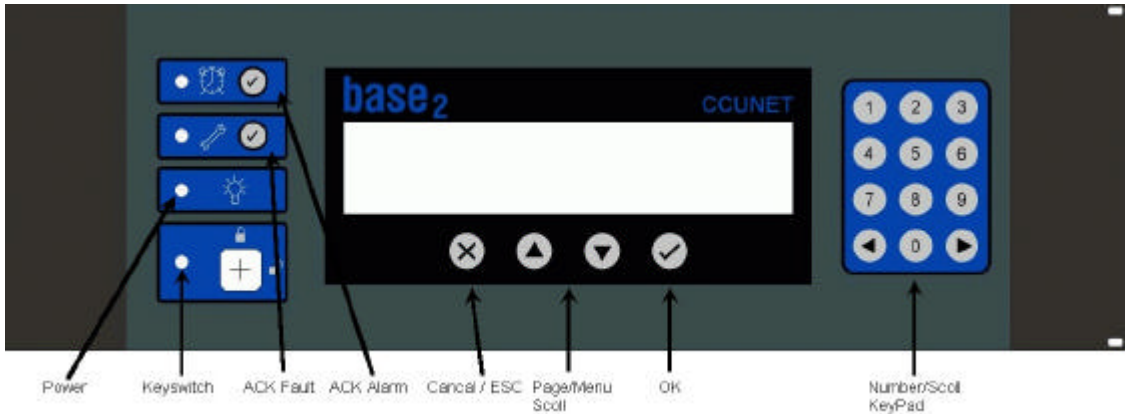 base2
CCUNET
1 2 3
4 5 6
7 8 9
0
Power
Keyswitch
ACK Fault
ACK Alarm
Cancal / ESC
Page/Menu
Scoll
OK
Number/Scoll
KeyPad